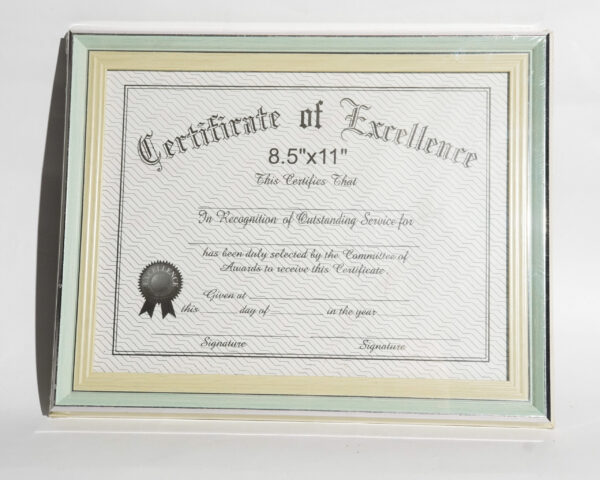 Certificate of Excellence
8.5"x11"
This Certifies That
In Recognition of Outstanding Service for
has been duly selected by the Committee of
Awards to receive this Certificate.
EXCELLENCE
Given at
this day of in the year
Signature Signature